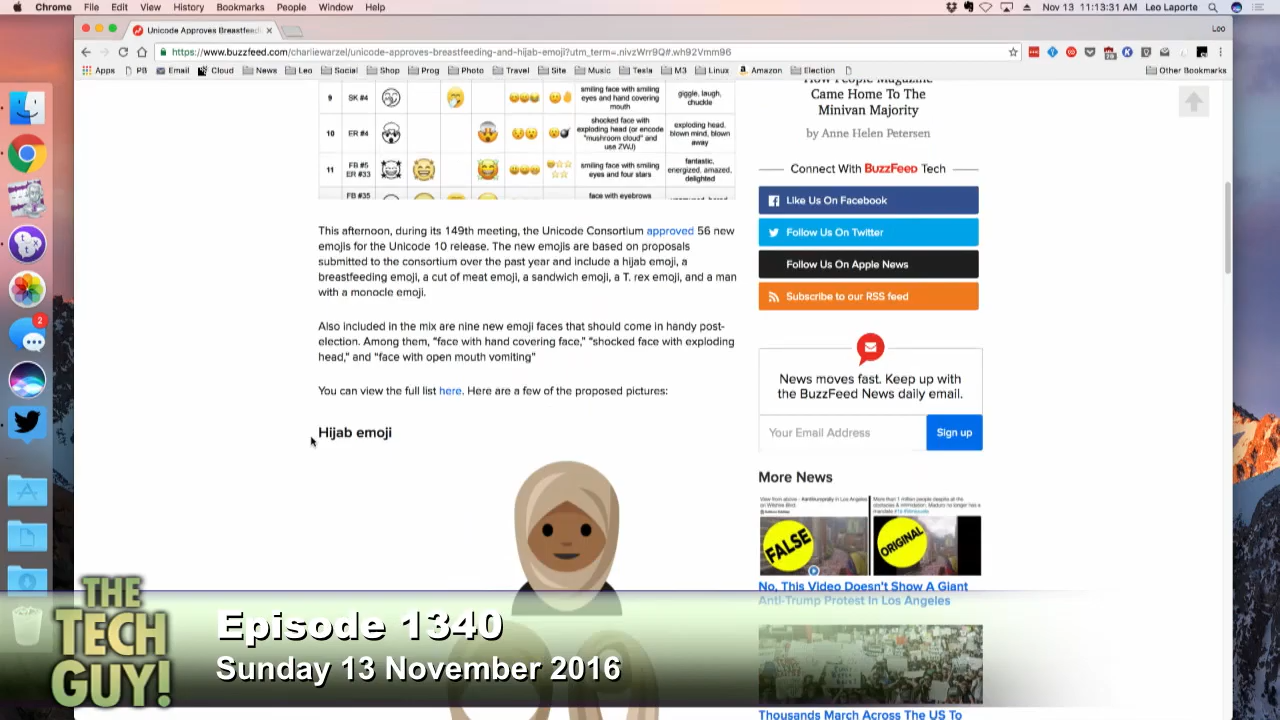 Chrome File Edit View History Bookmarks People Window Help
Nov 13 11:13:31 AM Leo Laporte
Unicode Approves Breastfeed
Leo
https://www.buzzfeed.com/charliewarzel/unicode-approves-breastfeeding-and-hijab-emoji?utm_term=.nivzWrr9Q#.wh92Vmm96
Apps PB Email Cloud News Leo Social Shop Prog Photo Travel Site Music Tesla M3 Linux Amazon Election Other Bookmarks
9 SK #4 smiling face with smiling eyes and hand covering mouth giggle, laugh, chuckle
10 ER #4 shocked face with exploding head (or encode "mushroom cloud" and use ZWJ) exploding head, blown mind, blown away
11 FB #5 ER #33 smiling face with smiling eyes and four stars fantastic, energized, amazed, delighted
FB #35 face with eyebrows
This afternoon, during its 149th meeting, the Unicode Consortium approved 56 new
emojis for the Unicode 10 release. The new emojis are based on proposals
submitted to the consortium over the past year and include a hijab emoji, a
breastfeeding emoji, a cut of meat emoji, a sandwich emoji, a T. rex emoji, and a man
with a monocle emoji.
Also included in the mix are nine new emoji faces that should come in handy post-
election. Among them, "face with hand covering face," "shocked face with exploding
head," and "face with open mouth vomiting"
You can view the full list here. Here are a few of the proposed pictures:
Hijab emoji
How People Magazine
Came Home To The
Minivan Majority
by Anne Helen Petersen
Connect With BuzzFeed Tech
Like Us On Facebook
Follow Us On Twitter
Follow Us On Apple News
Subscribe to our RSS feed
News moves fast. Keep up with
the BuzzFeed News daily email.
Your Email Address Sign up
More News
FALSE ORIGINAL
No, This Video Doesn't Show A Giant
Anti-Trump Protest In Los Angeles
Thousands March Across The US To
2
THE
TECH
GUY!
Episode 1340
Sunday 13 November 2016